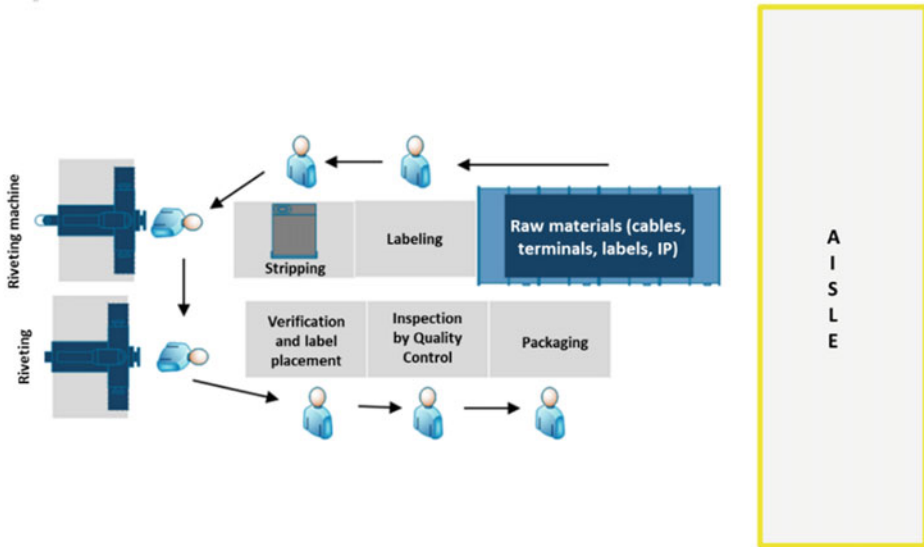 Riveting machine
Stripping
Labeling
Raw materials (cables,
terminals, labels, IP)
Riveting
Verification
and label
placement
Inspection
by Quality
Control
Packaging
A
I
S
L
E